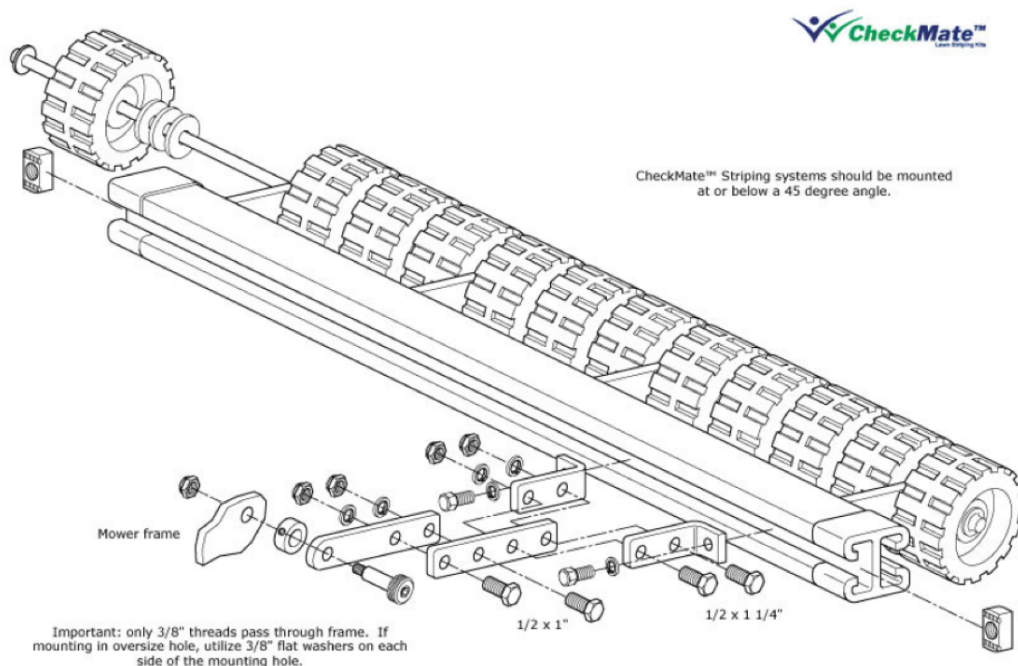 CheckMate™
Lawn Striping Kits
CheckMate™ Striping systems should be mounted
at or below a 45 degree angle.
Mower frame
1/2 x 1"
1/2 x 1 1/4"
Important: only 3/8" threads pass through frame. If
mounting in oversize hole, utilize 3/8" flat washers on each
side of the mounting hole.